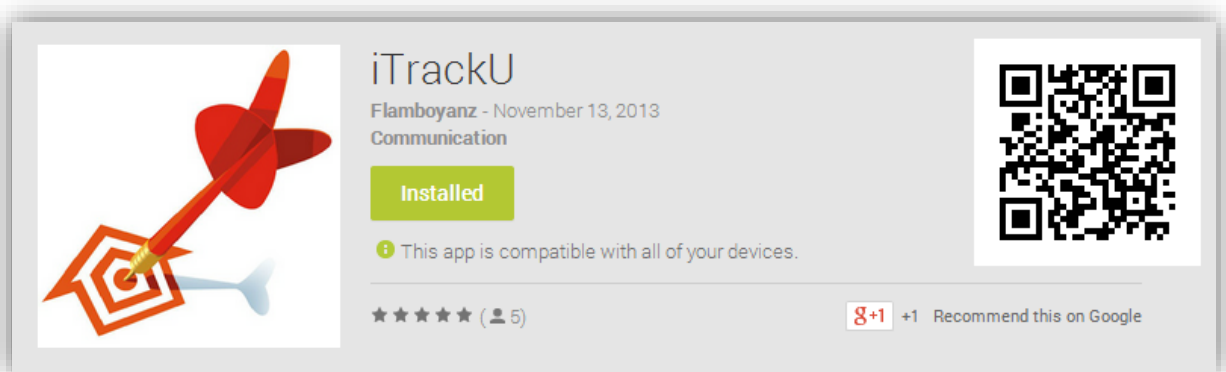 iTrackU
Flamboyanz - November 13, 2013
Communication
Installed
This app is compatible with all of your devices.
(5)
g+1 +1 Recommend this on Google